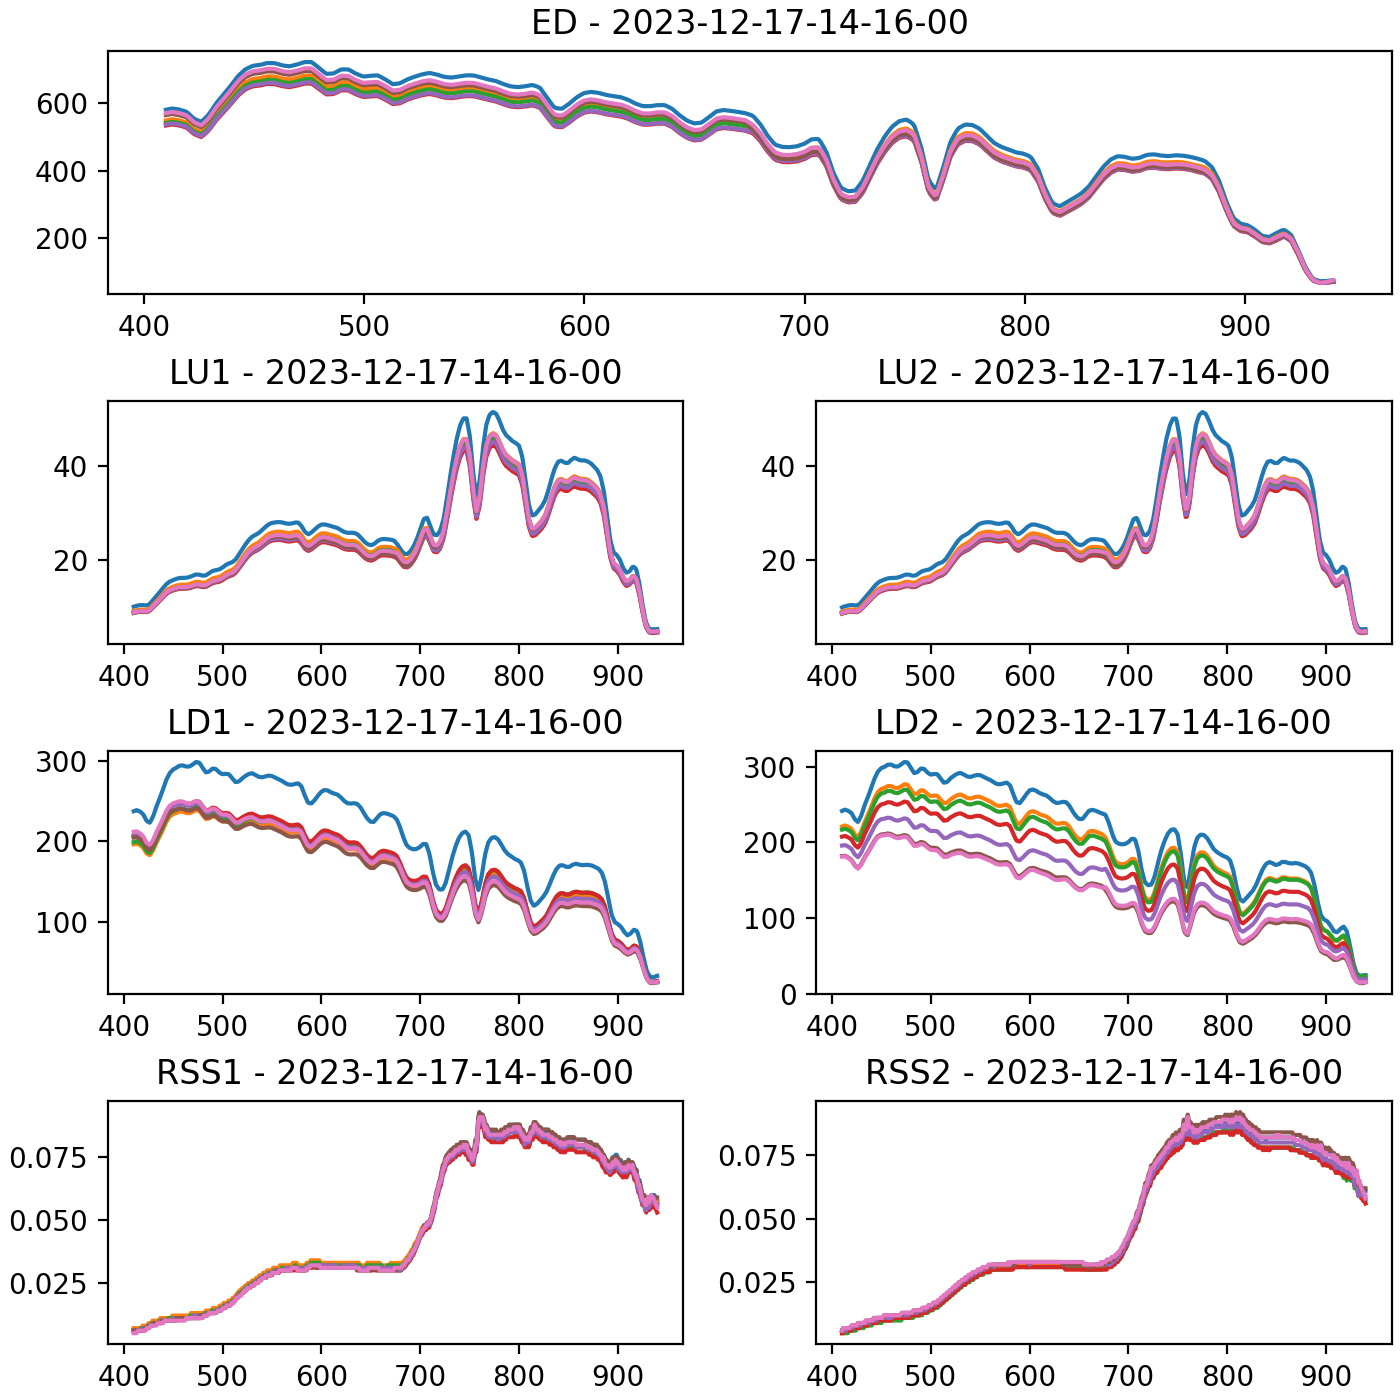 ED - 2023-12-17-14-16-00
600
400
200
400 500 600 700 800 900
LU1 - 2023-12-17-14-16-00
40
20
400 500 600 700 800 900
LU2 - 2023-12-17-14-16-00
40
20
400 500 600 700 800 900
LD1 - 2023-12-17-14-16-00
300
200
100
400 500 600 700 800 900
LD2 - 2023-12-17-14-16-00
300
200
100
0
400 500 600 700 800 900
RSS1 - 2023-12-17-14-16-00
0.075
0.050
0.025
400 500 600 700 800 900
RSS2 - 2023-12-17-14-16-00
0.075
0.050
0.025
400 500 600 700 800 900